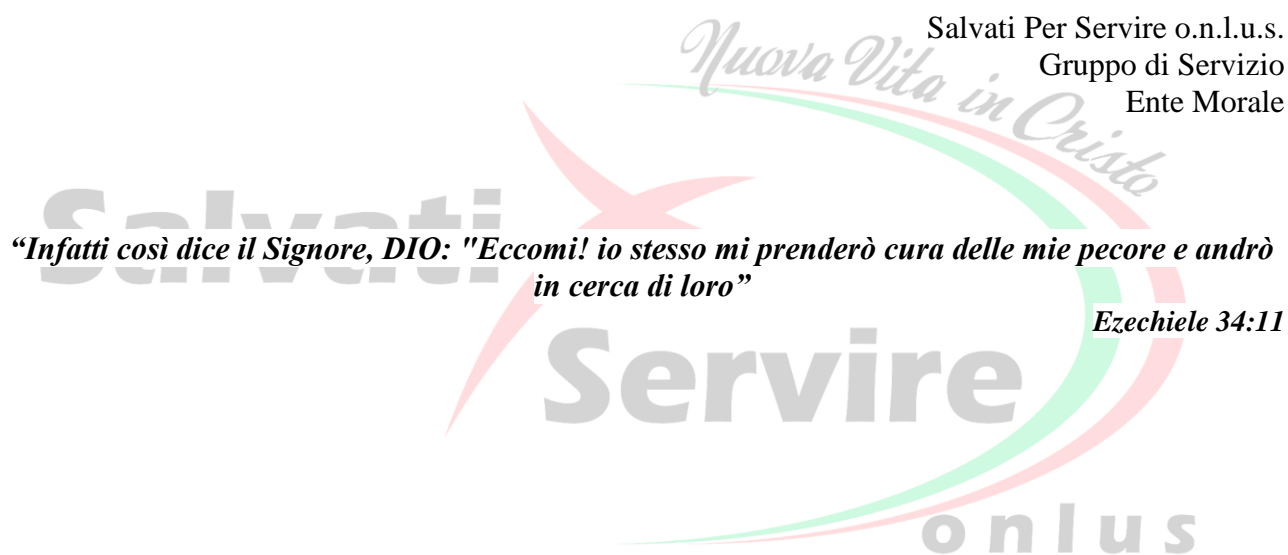 Salvati Per Servire o.n.l.u.s.
Gruppo di Servizio
Ente Morale
Nuova Vita in Cristo
Salvati
“Infatti così dice il Signore, DIO: "Eccomi! io stesso mi prenderò cura delle mie pecore e andrò
in cerca di loro”
Ezechiele 34:11
Servire
onlus